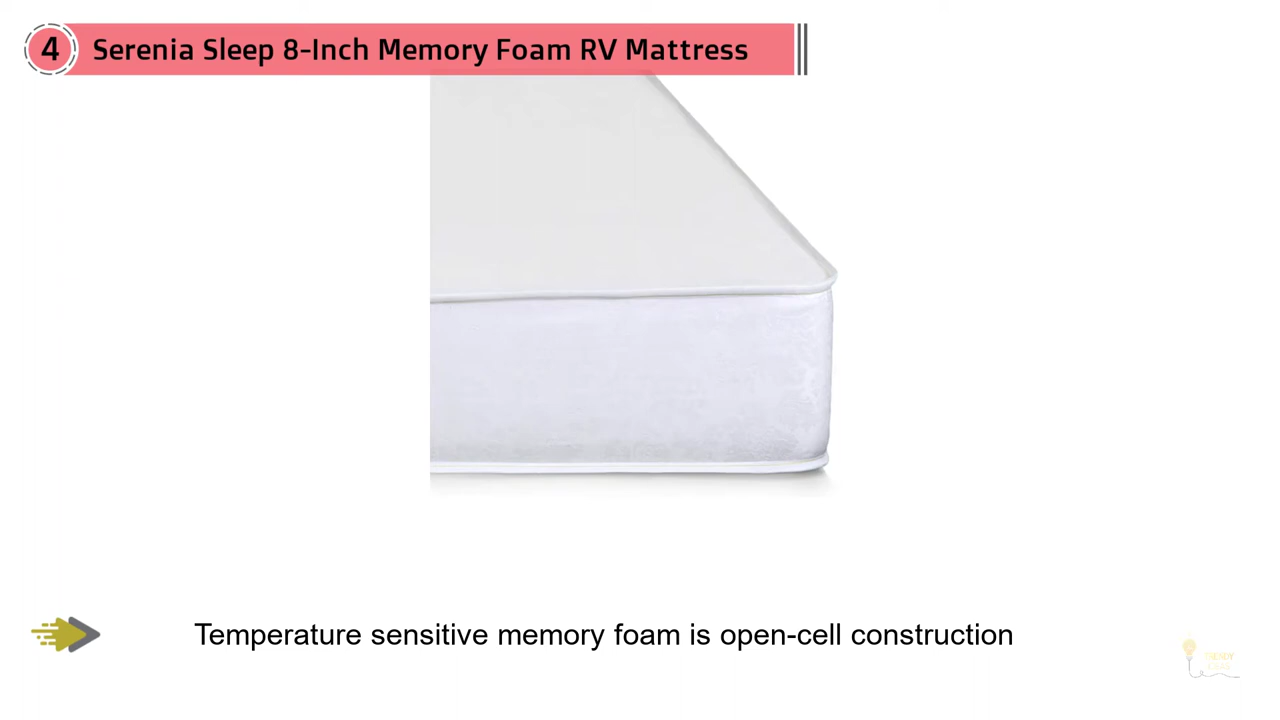 4
Serenia Sleep 8-Inch Memory Foam RV Mattress
Temperature sensitive memory foam is open-cell construction